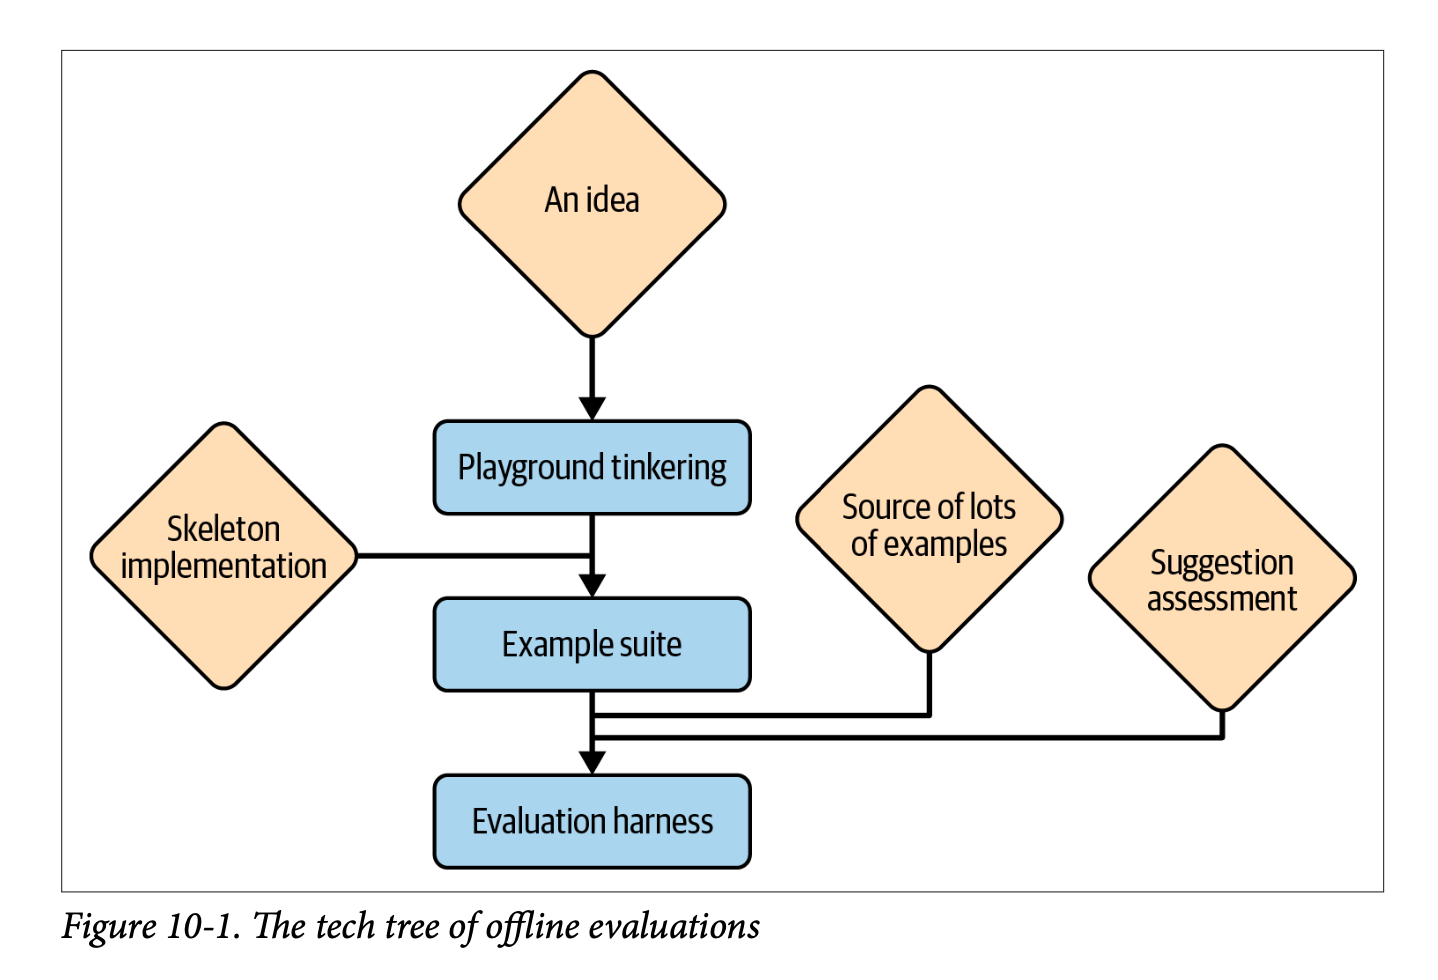 An idea
Playground tinkering
Skeleton
implementation
Source of lots
of examples
Suggestion
assessment
Example suite
Evaluation harness
Figure 10-1. The tech tree of offline evaluations